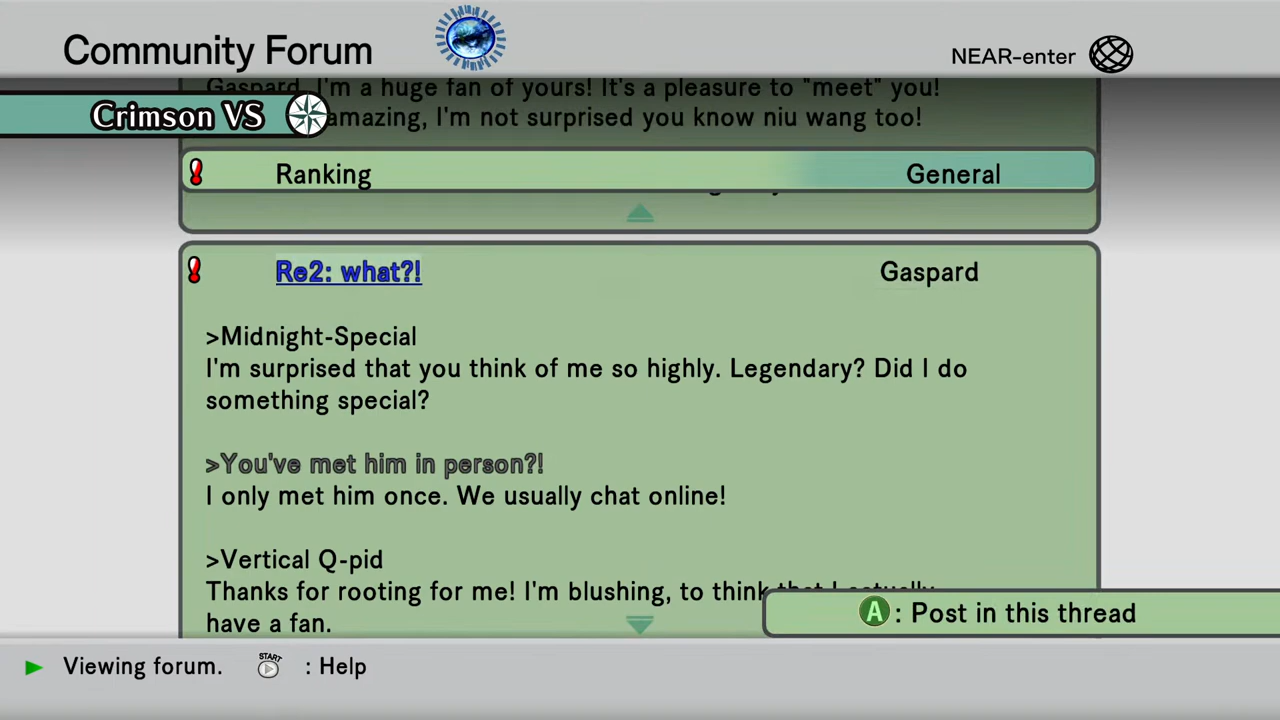 Community Forum
NEAR-enter
Gaspard, I'm a huge fan of yours! It's a pleasure to "meet" you!
Crimson VS
amazing, I'm not surprised you know niu wang too!
Ranking
General
Re2: what?!
Gaspard
>Midnight-Special
I'm surprised that you think of me so highly. Legendary? Did I do
something special?
>You've met him in person?!
I only met him once. We usually chat online!
>Vertical Q-pid
Thanks for rooting for me! I'm blushing, to think that I actually
have a fan.
A : Post in this thread
Viewing forum.
START : Help